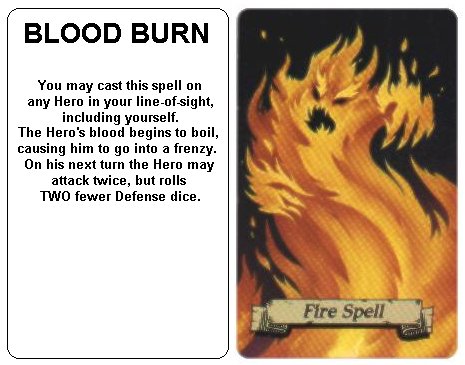 BLOOD BURN
You may cast this spell on
any Hero in your line-of-sight,
including yourself.
The Hero's blood begins to boil,
causing him to go into a frenzy.
On his next turn the Hero may
attack twice, but rolls
TWO fewer Defense dice.
Fire Spell